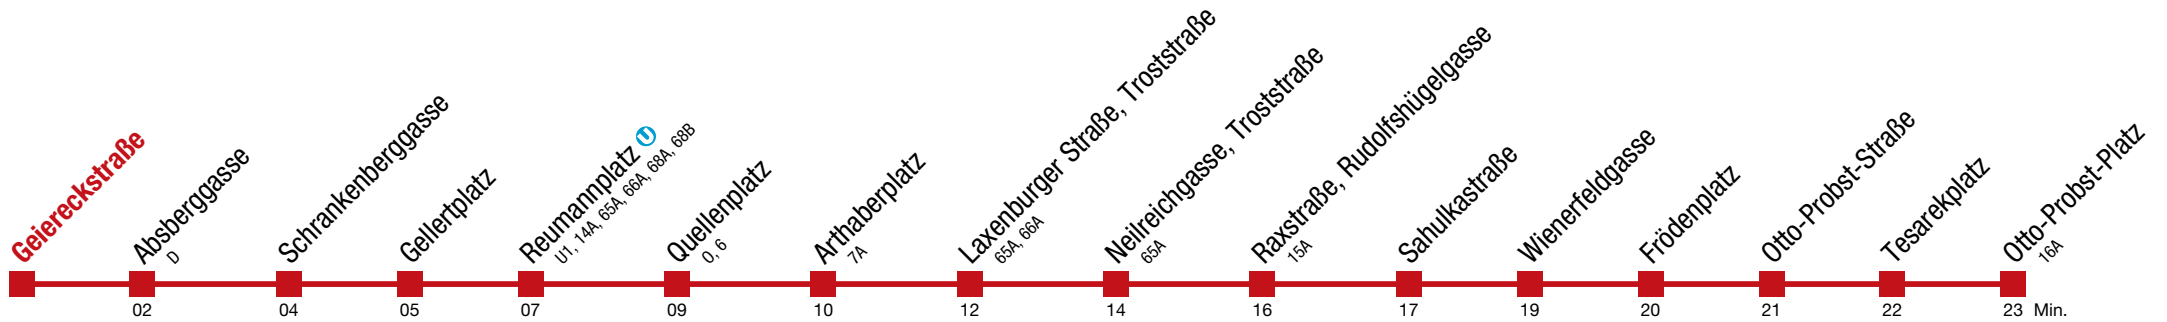 Geiereckstraße
Absberggasse
D
Schrankenberggasse
Gellertplatz
Reumannplatz U
U1, 14A, 65A, 66A, 68A, 68B
Quellenplatz
O, 6
Arthaberplatz
7A
Laxenburger Straße, Troststraße
65A, 66A
Neilreichgasse, Troststraße
65A
Raxstraße, Rudolfshügelgasse
15A
Sahulkastraße
Wienerfeldgasse
Frödenplatz
Otto-Probst-Straße
Tesarekplatz
Otto-Probst-Platz
16A
02 04 05 07 09 10 12 14 16 17 19 20 21 22 23 Min.